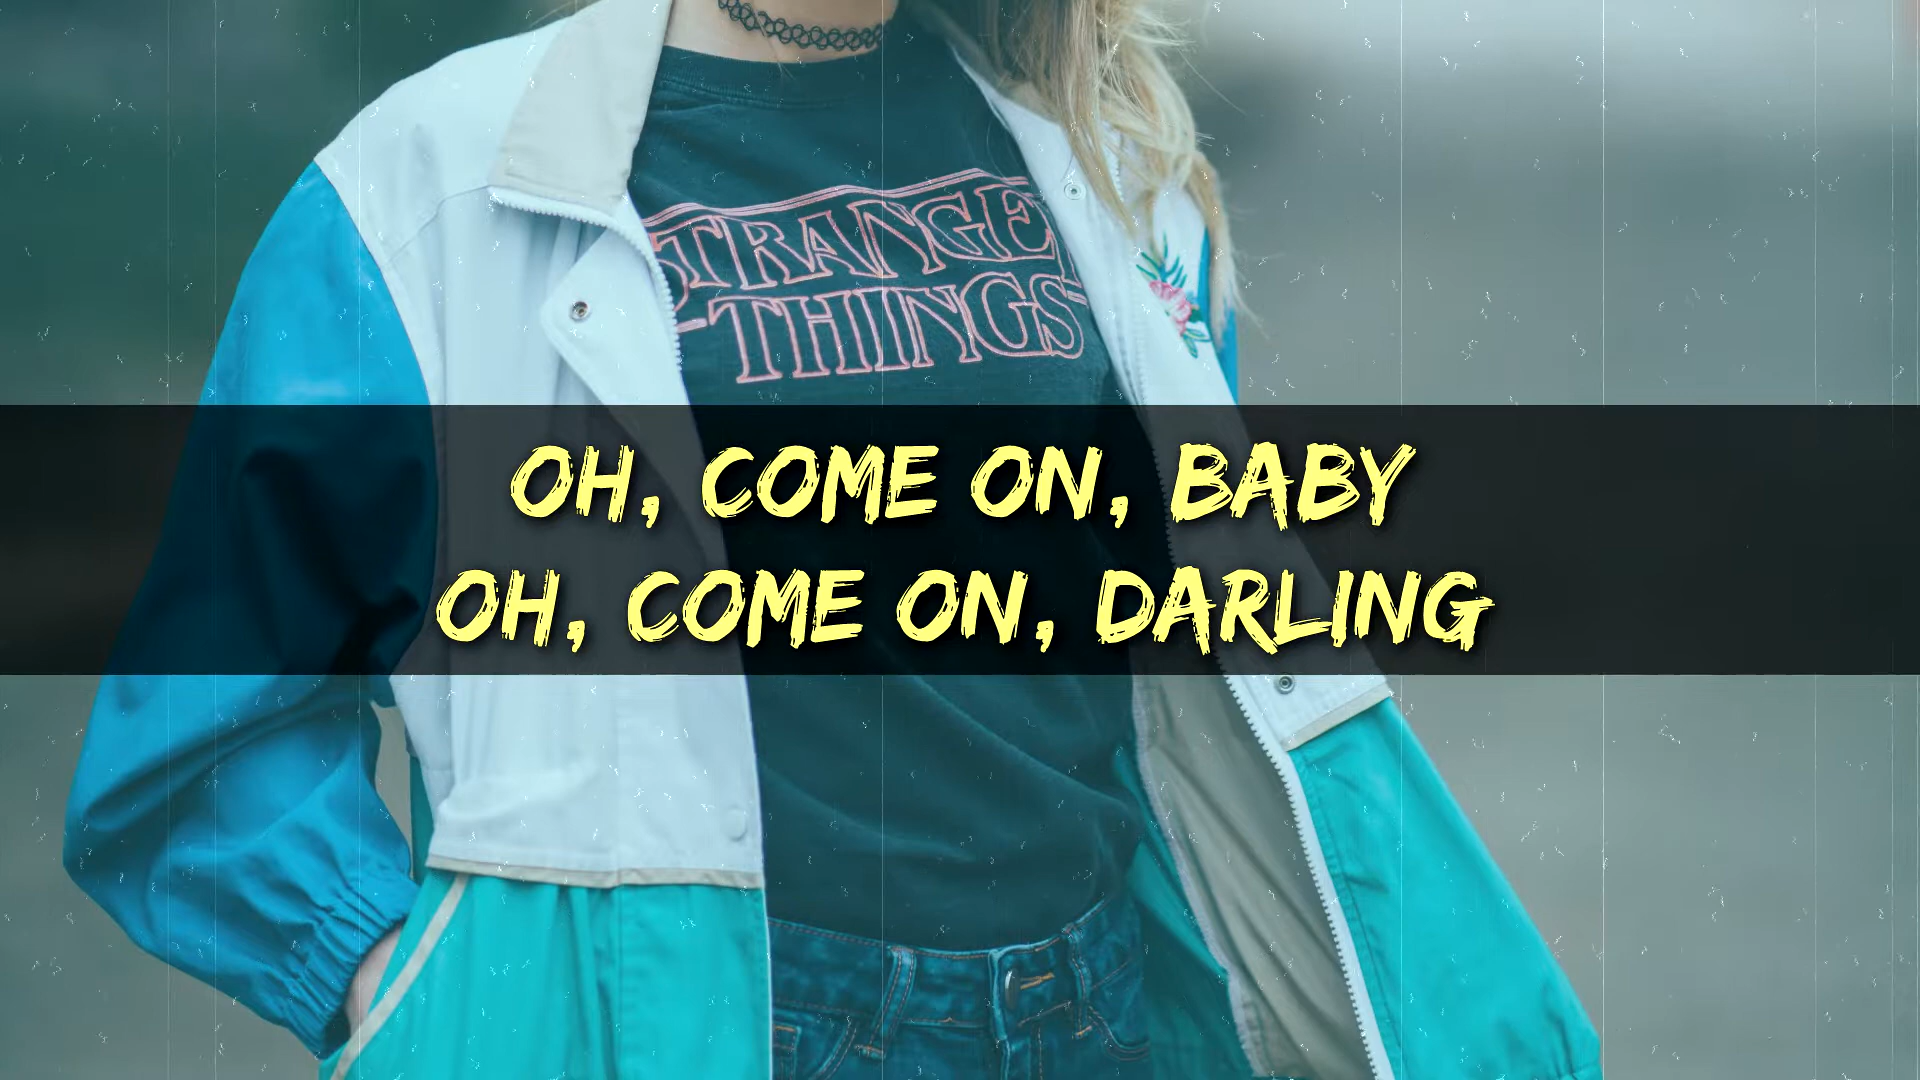 STRANGER
THINGS
OH, COME ON, BABY
OH, COME ON, DARLING